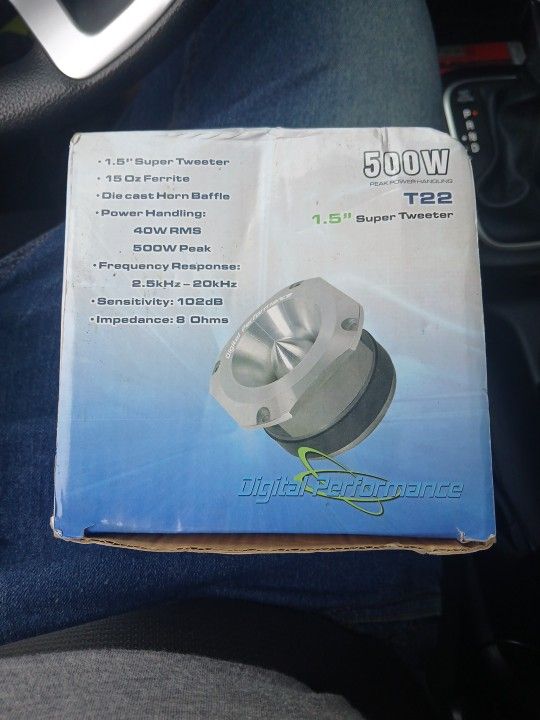 • 1.5" Super Tweeter
• 15 Oz Ferrite
• Die cast Horn Baffle
• Power Handling:
40W RMS
500W Peak
• Frequency Response:
2.5kHz – 20kHz
• Sensitivity: 102dB
• Impedance: 8 Ohms
500W
PEAK POWER HANDLING
T22
1.5" Super Tweeter
Digital Performance
Digital Performance